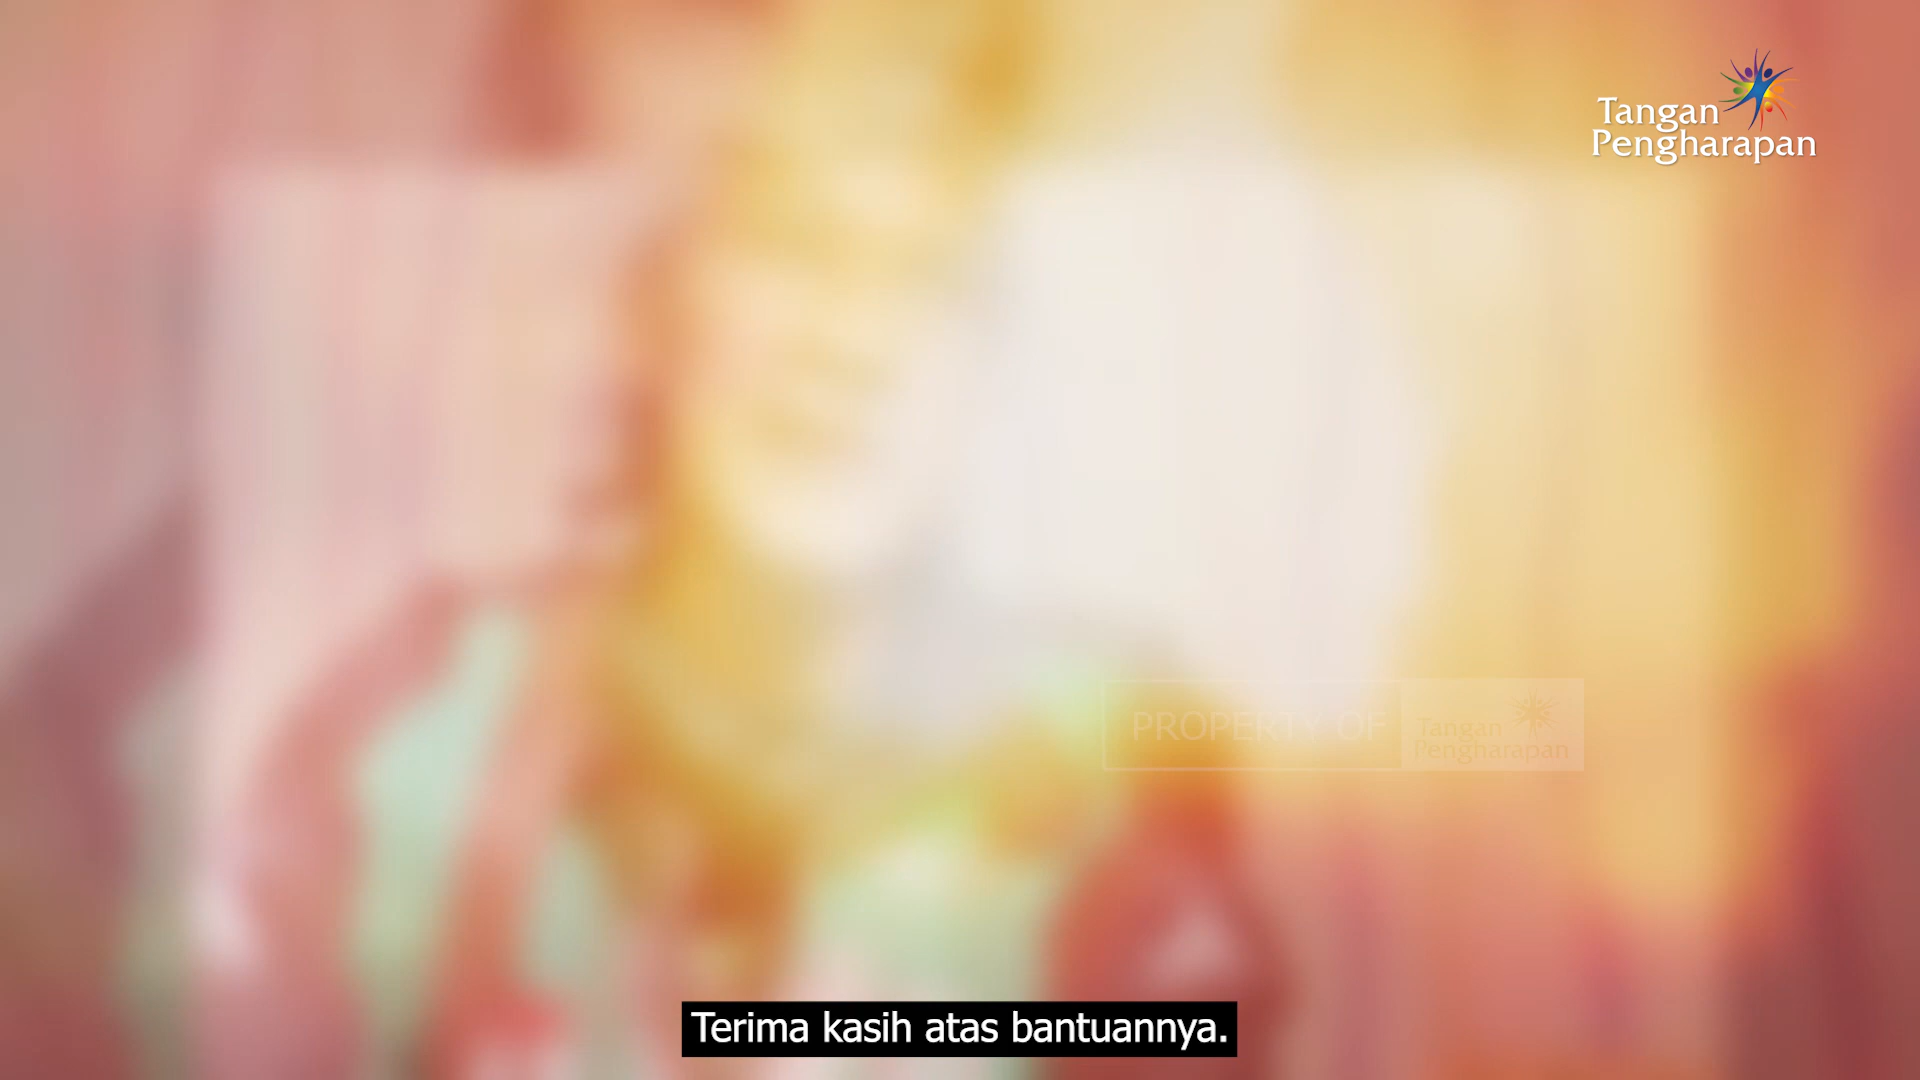 Tangan
Pengharapan
PROPERTY OF
Tangan
Pengharapan
Terima kasih atas bantuannya.